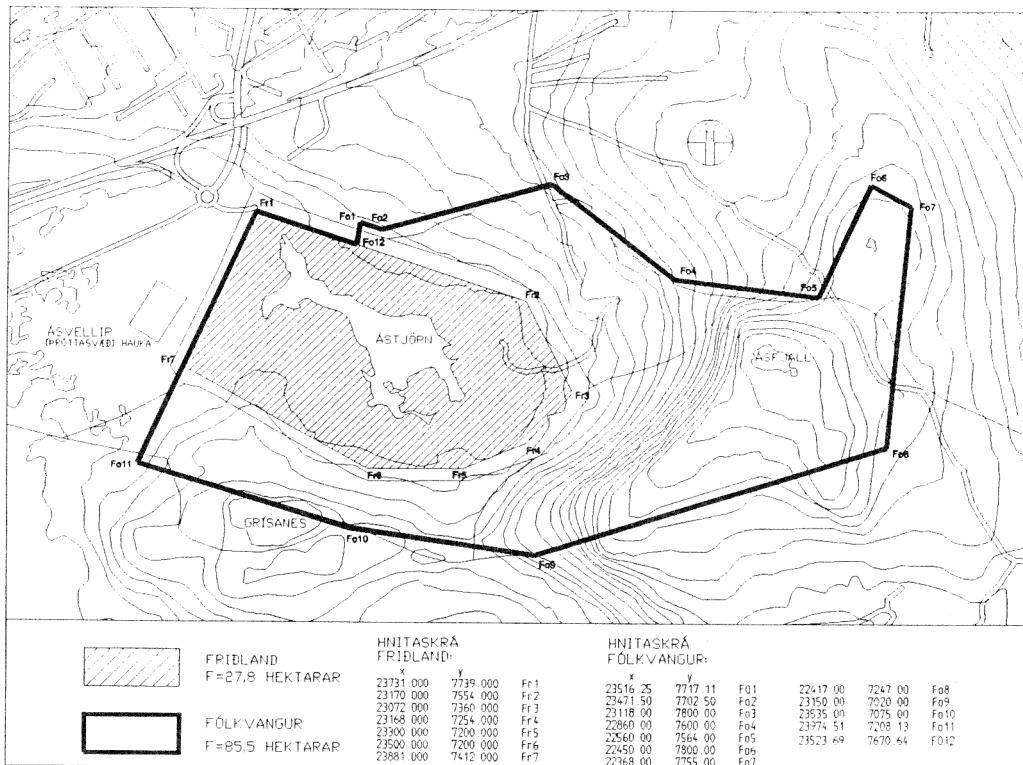 N
Fo3
Fo6
Fo7
Fr1
Fo1
Fo2
Fo12
Fo4
Fo5
Fr2
ÁSVELLIR
ÍÞRÓTTASVÆÐI HAUKA
ÁSTJÖRN
ÁSFJALL
Fr7
Fr3
Fo11
Fr4
Fo8
Fr6
Fr5
GRÍSANES
Fo10
Fo9
FRIÐLAND
F=27,8 HEKTARAR
FÓLKVANGUR
F=85,5 HEKTARAR
HNITASKRÁ
FRIÐLAND:
x y
23731.000 7739.000 Fr1
23170.000 7554.000 Fr2
23072.000 7360.000 Fr3
23168.000 7254.000 Fr4
23300.000 7200.000 Fr5
23500.000 7200.000 Fr6
23881.000 7412.000 Fr7
HNITASKRÁ
FÓLKVANGUR:
x y
23516.25 7717.11 Fo1
23471.50 7702.50 Fo2
23118.00 7800.00 Fo3
22860.00 7600.00 Fo4
22560.00 7564.00 Fo5
22450.00 7800.00 Fo6
22368.00 7755.00 Fo7
22417.00 7247.00 Fo8
23150.00 7020.00 Fo9
23535.00 7075.00 Fo10
23974.51 7208.13 Fo11
23523.69 7670.64 FO12